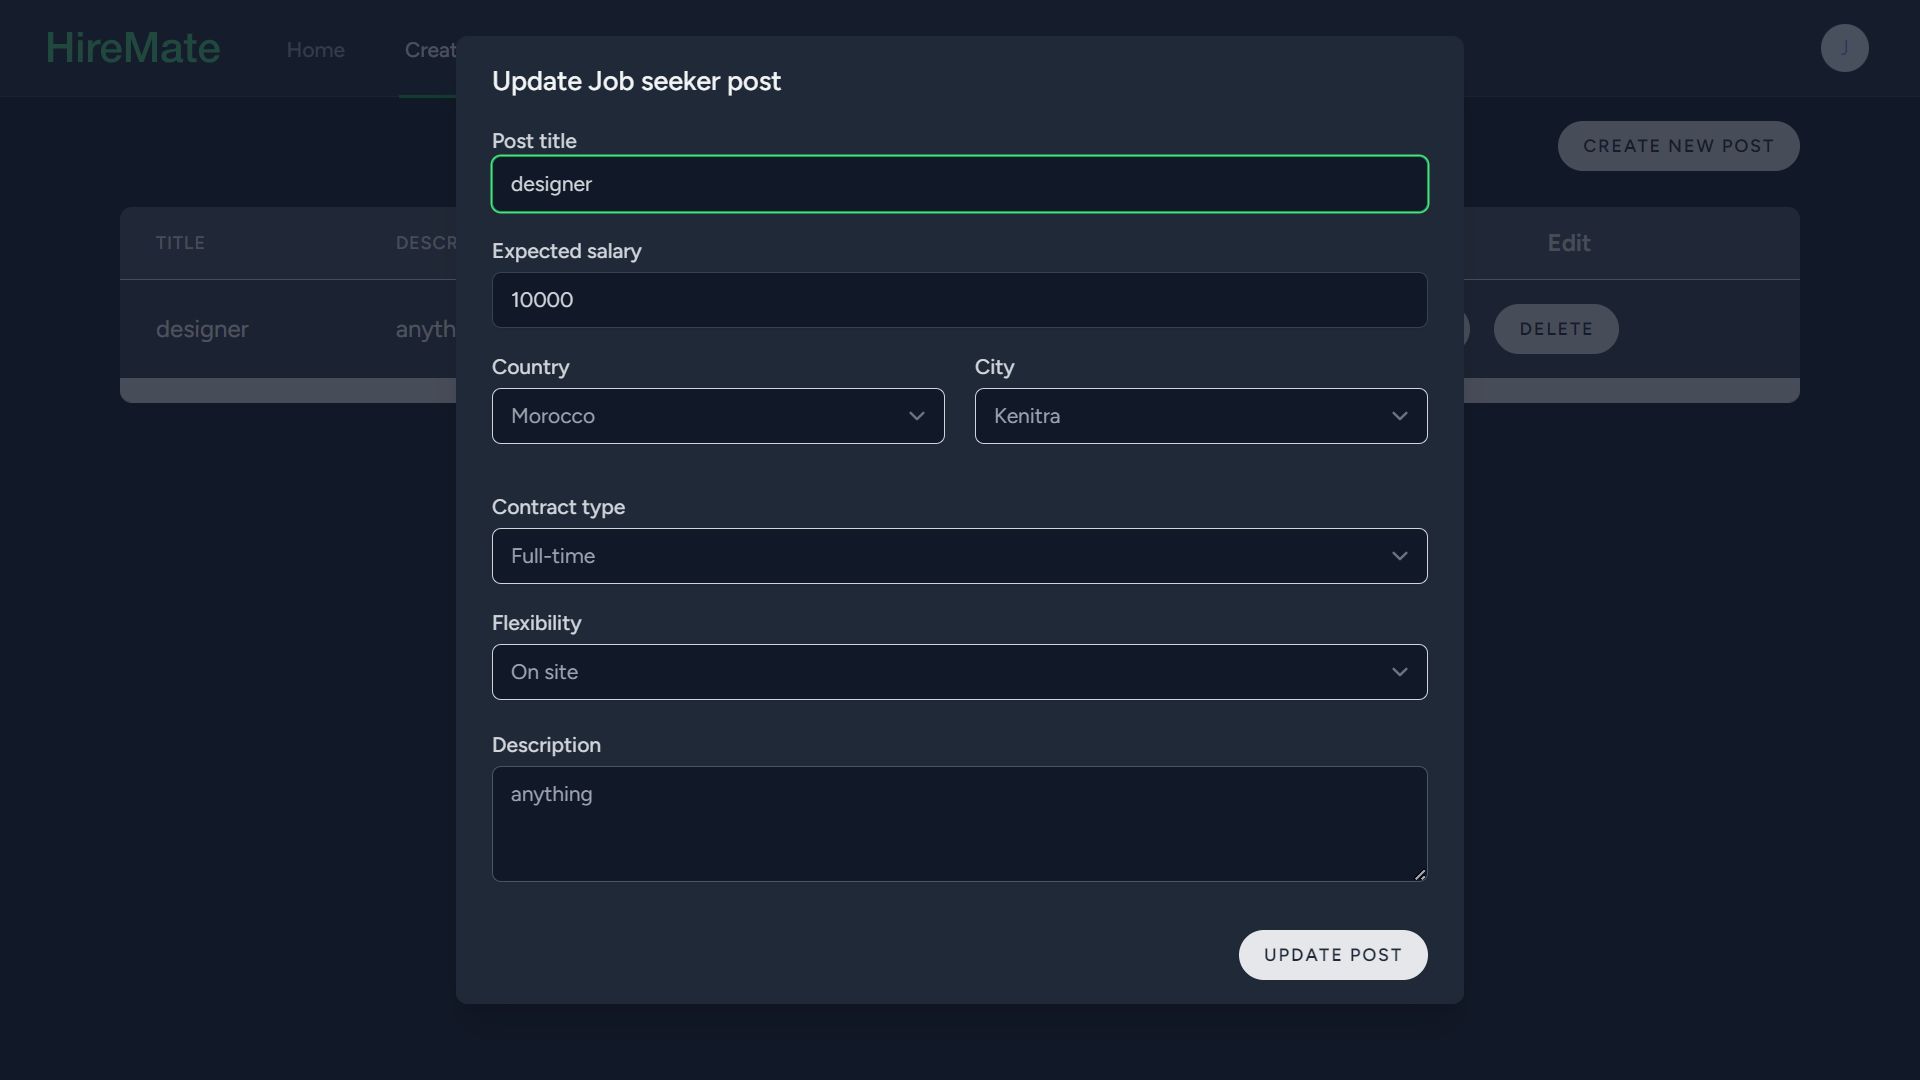 HireMate
Home
Creat
J
Update Job seeker post
CREATE NEW POST
Post title
designer
TITLE
DESCR
Edit
Expected salary
10000
designer
anyth
DELETE
Country
City
Morocco
Kenitra
Contract type
Full-time
Flexibility
On site
Description
anything
UPDATE POST